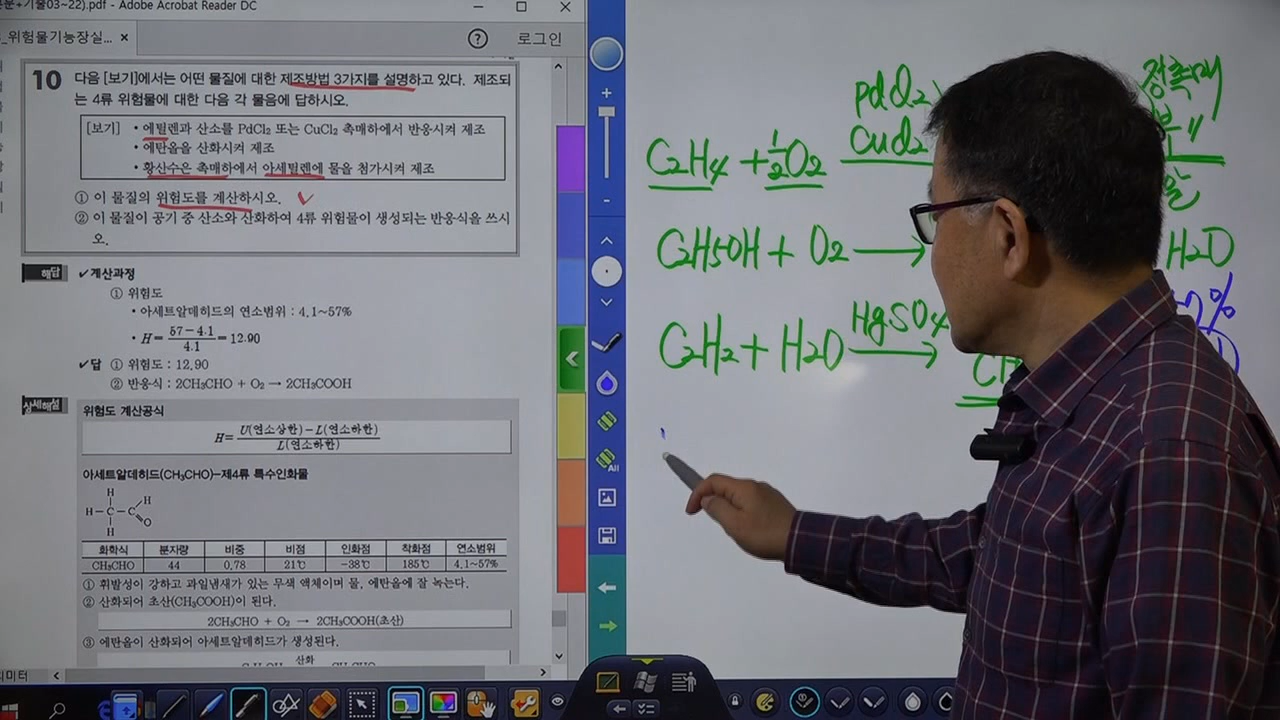 .pdf - Adobe Acrobat Reader DC
_위험물기능장실... ×
로그인
10 다음 [보기]에서는 어떤 물질에 대한 제조방법 3가지를 설명하고 있다. 제조되
는 4류 위험물에 대한 다음 각 물음에 답하시오.
[보기] • 에틸렌과 산소를 PdCl₂ 또는 CuCl₂ 촉매하에서 반응시켜 제조
• 에탄올을 산화시켜 제조
• 황산수은 촉매하에서 아세틸렌에 물을 첨가시켜 제조
① 이 물질의 위험도를 계산하시오.
② 이 물질이 공기 중 산소와 산화하여 4류 위험물이 생성되는 반응식을 쓰시
오.
해답 ✔계산과정
① 위험도
• 아세트알데히드의 연소범위 : 4.1~57%
• H = 57 - 4.1 / 4.1 = 12.90
✔답 ① 위험도 : 12.90
② 반응식 : 2CH₃CHO + O₂ → 2CH₃COOH
상세해설 위험도 계산공식
H = U(연소상한) - L(연소하한) / L(연소하한)
아세트알데히드(CH₃CHO)-제4류 특수인화물
H H
H-C-C
H O
화학식 분자량 비중 비점 인화점 착화점 연소범위
CH₃CHO 44 0.78 21℃ -38℃ 185℃ 4.1~57%
① 휘발성이 강하고 과일냄새가 있는 무색 액체이며 물, 에탄올에 잘 녹는다.
② 산화되어 초산(CH₃COOH)이 된다.
2CH₃CHO + O₂ → 2CH₃COOH(초산)
③ 에탄올이 산화되어 아세트알데히드가 생성된다.
산화
PdCl₂
CuCl₂
C₂H₄ + ½O₂
C₂H₅OH + O₂ → H₂O
C₂H₂ + H₂O HgSO₄ →
CH
All